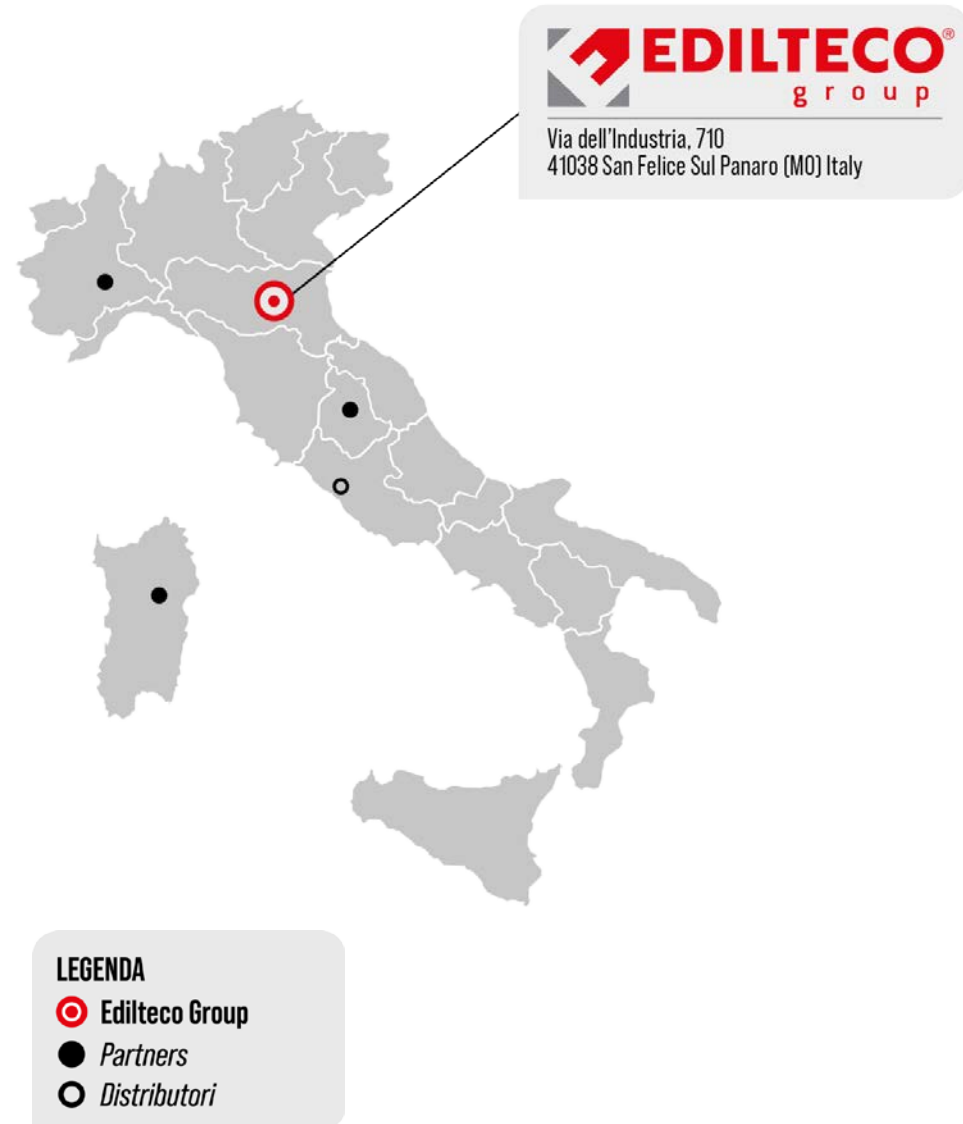 EDILTECO®
group
Via dell'Industria, 710
41038 San Felice Sul Panaro (MO) Italy
LEGENDA
Edilteco Group
Partners
Distributori